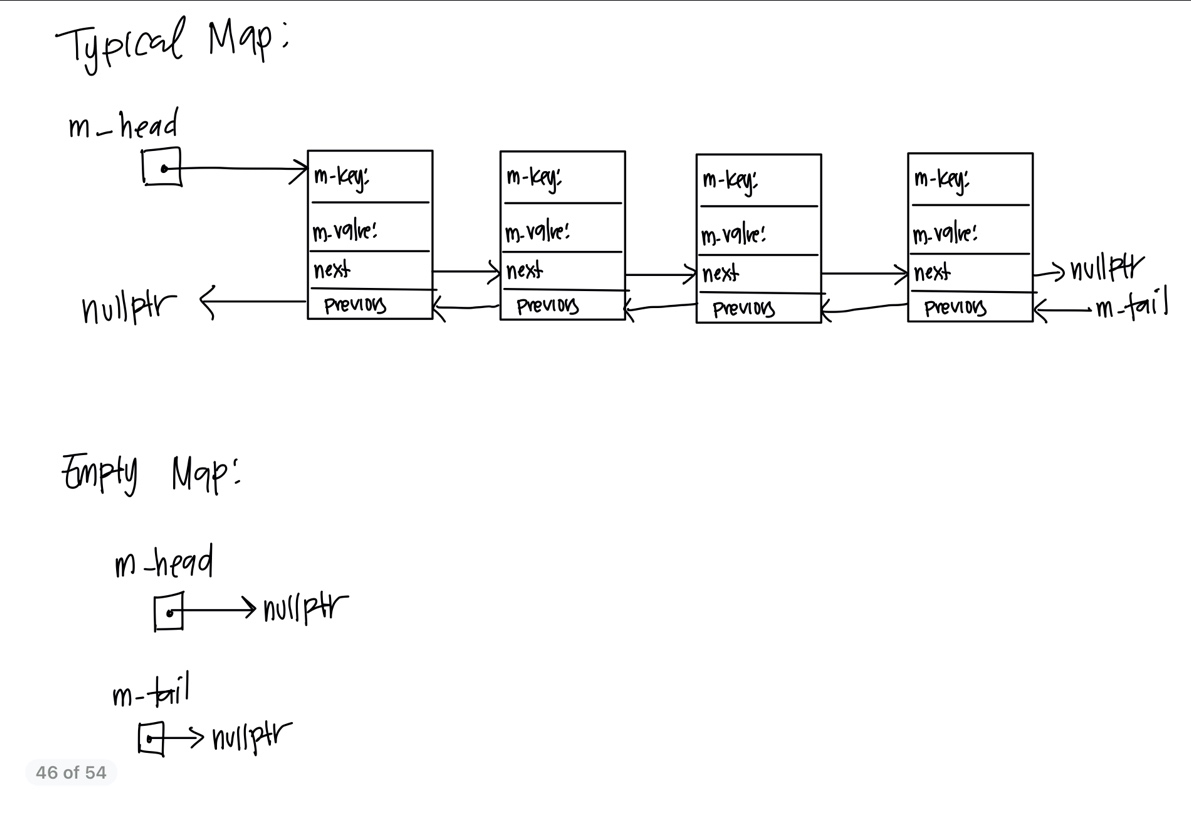 Typical Map:
m_head
m-key: m-key: m-key: m-key:
m-value: m-value: m-value: m-value:
next next next next nullptr
nullptr previous previous previous previous m-tail
Empty Map:
m_head
nullptr
m-tail
nullptr
46 of 54